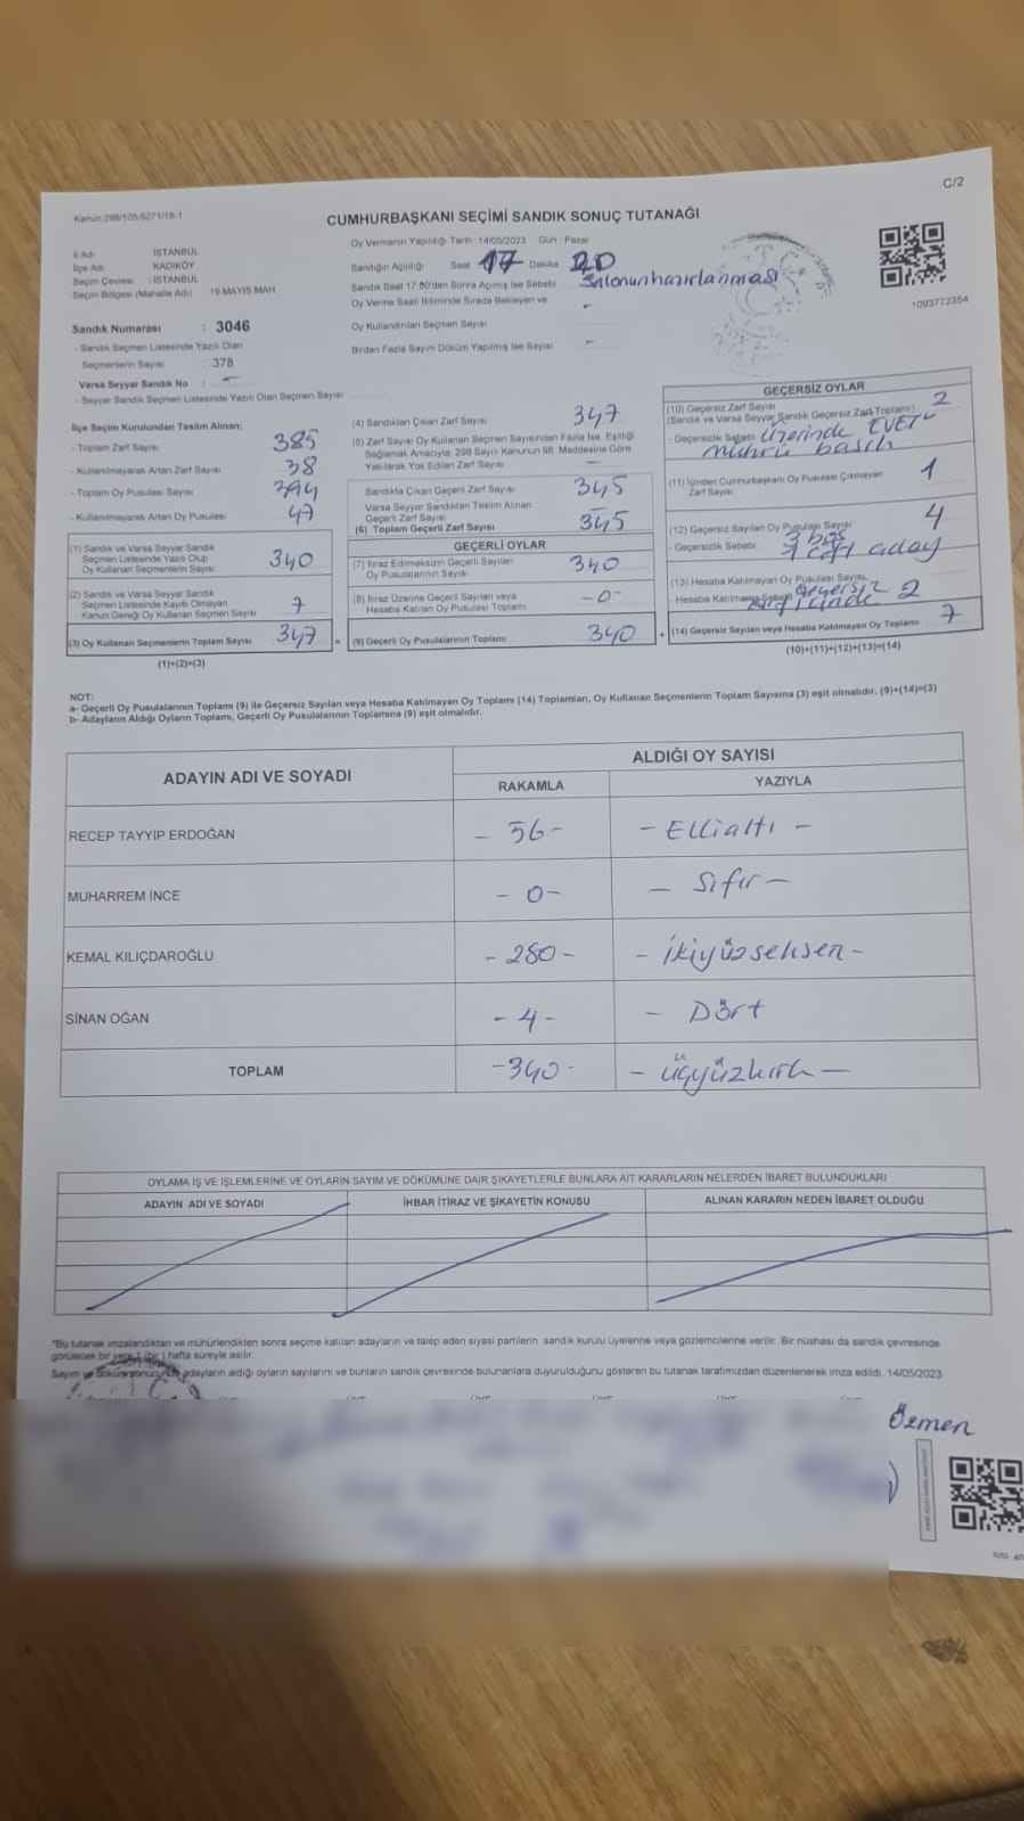 C/2
Kanun:298/105-6271/18-1
CUMHURBAŞKANI SEÇİMİ SANDIK SONUÇ TUTANAĞI
İl Adı İSTANBUL
İlçe Adı KADIKÖY
Seçim Çevresi : İSTANBUL
Seçim Bölgesi (Mahalle Adı) 19 MAYIS MAH.
Sandık Numarası : 3046
- Sandık Seçmen Listesinde Yazılı Olan
Seçmenlerin Sayısı 378
Varsa Seyyar Sandık No : -
- Seyyar Sandık Seçmen Listesinde Yazılı Olan Seçmen Sayısı
Oy Vermenin Yapıldığı Tarih : 14/05/2023 Gün : Pazar
Sandığın Açıldığı Saat 17 Dakika 20
Sandık Saat 17.00'den Sonra Açılmış İse Sebebi Salonun hazırlanması
Oy Verme Saati Bitiminde Sırada Bekleyen ve -
Oy Kullandırılan Seçmen Sayısı
Birden Fazla Sayım Döküm Yapılmış İse Sayısı -
1093772354
İlçe Seçim Kurulundan Teslim Alınan;
- Toplam Zarf Sayısı 385
- Kullanılmayarak Artan Zarf Sayısı 38
- Toplam Oy Pusulası Sayısı 394
- Kullanılmayarak Artan Oy Pusulası 47
(1) Sandık ve Varsa Seyyar Sandık
Seçmen Listesinde Yazılı Olup
Oy Kullanan Seçmenlerin Sayısı 340
(2) Sandık ve Varsa Seyyar Sandık
Seçmen Listesinde Kayıtlı Olmayan
Kanun Gereği Oy Kullanan Seçmen Sayısı 7
(3) Oy Kullanan Seçmenlerin Toplam Sayısı 347 =
(1)+(2)=(3)
(4) Sandıktan Çıkan Zarf Sayısı 347
(5) Zarf Sayısı Oy Kullanan Seçmen Sayısından Fazla İse, Eşitliği
Sağlamak Amacıyla, 298 Sayılı Kanunun 98. Maddesine Göre
Yakılarak Yok Edilen Zarf Sayısı -
Sandıkta Çıkan Geçerli Zarf Sayısı 345
Varsa Seyyar Sandıktan Teslim Alınan
Geçerli Zarf Sayısı
(6) Toplam Geçerli Zarf Sayısı 345
GEÇERLİ OYLAR
(7) İtiraz Edilmeksizin Geçerli Sayılan
Oy Pusulalarının Sayısı 340
(8) İtiraz Üzerine Geçerli Sayılan veya
Hesaba Katılan Oy Pusulası Toplamı -0-
(9) Geçerli Oy Pusulalarının Toplamı 340 +
GEÇERSİZ OYLAR
(10) Geçersiz Zarf Sayısı
(Sandık ve Varsa Seyyar Sandık Geçersiz Zarf Toplamı) 2
- Geçersizlik Sebebi Üzerinde EVET
mührü basılı
(11) İçinden Cumhurbaşkanı Oy Pusulası Çıkmayan
Zarf Sayısı 1
(12) Geçersiz Sayılan Oy Pusulası Sayısı 4
- Geçersizlik Sebebi 3 boş
1 çift aday
(13) Hesaba Katılmayan Oy Pusulası Sayısı
- Hesaba Katılmama Sebebi Geçersiz 2
zarf içinde
(14) Geçersiz Sayılan veya Hesaba Katılmayan Oy Toplamı 7
(10)+(11)+(12)+(13)=(14)
NOT:
a- Geçerli Oy Pusulalarının Toplamı (9) ile Geçersiz Sayılan veya Hesaba Katılmayan Oy Toplamı (14) Toplamları, Oy Kullanan Seçmenlerin Toplam Sayısına (3) eşit olmalıdır. (9)+(14)=(3)
b- Adayların Aldığı Oyların Toplamı, Geçerli Oy Pusulalarının Toplamına (9) eşit olmalıdır.
ADAYIN ADI VE SOYADI
ALDIĞI OY SAYISI
RAKAMLA YAZIYLA
RECEP TAYYİP ERDOĞAN - 56 - - Ellialtı -
MUHARREM İNCE - 0 - - Sıfır -
KEMAL KILIÇDAROĞLU - 280 - - ikiyüzseksen -
SİNAN OĞAN - 4 - - Dört
TOPLAM - 340 - - üçyüzkırk -
OYLAMA İŞ VE İŞLEMLERİNE VE OYLARIN SAYIM VE DÖKÜMÜNE DAİR ŞİKAYETLERLE BUNLARA AİT KARARLARIN NELERDEN İBARET BULUNDUKLARI
ADAYIN ADI VE SOYADI İHBAR İTİRAZ VE ŞİKAYETİN KONUSU ALINAN KARARIN NEDEN İBARET OLDUĞU
"Bu tutanak imzalandıktan ve mühürlendikten sonra seçime katılan adayların ve talep eden siyasi partilerin, sandık kurulu üyelerine veya gözlemcilerine verilir. Bir nüshası da sandık çevresinde
görülecek bir yere 1 (bir) hafta süreyle asılır.
Sayım ve döküm sonucunda adayların aldığı oyların sayılarını ve bunların sandık çevresinde bulunanlara duyurulduğunu gösteren bu tutanak tarafımızdan düzenlenerek imza edildi. 14/05/2023
Özmen